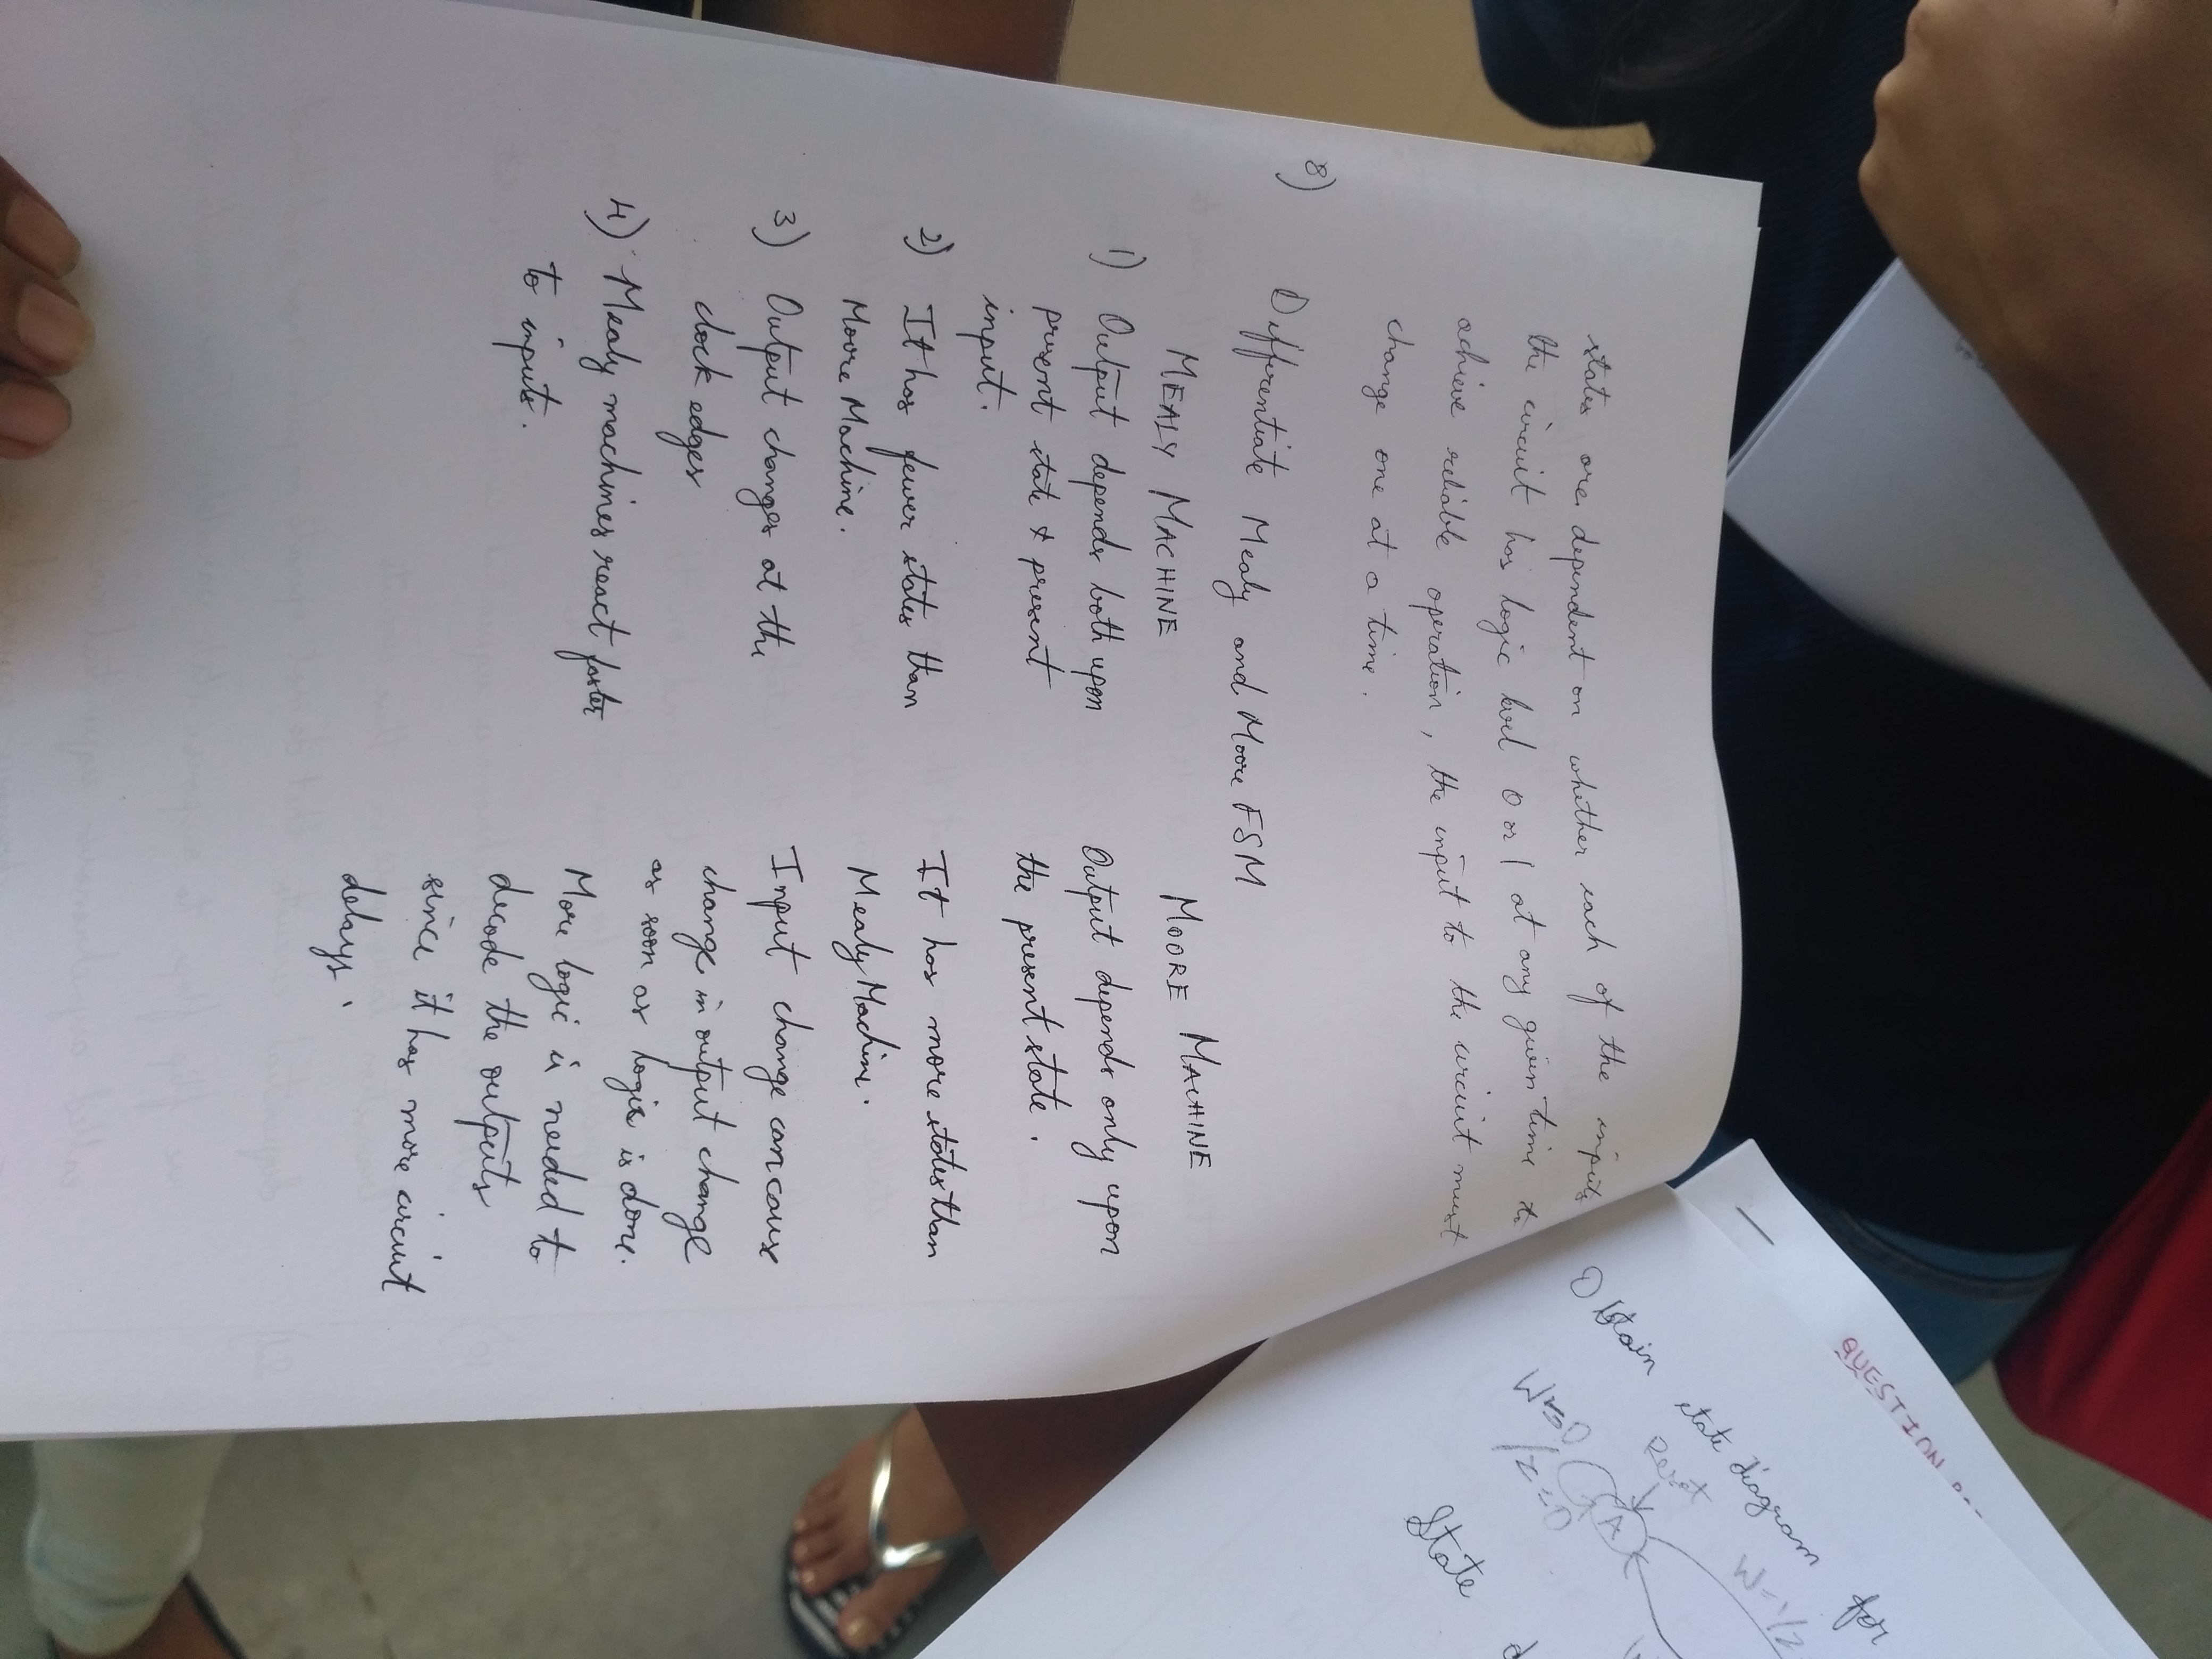 states are dependent on whether each of the inputs
the circuit has logic level 0 or 1 at any given time to
achieve reliable operation, the input to the circuit must
change one at a time.
8) Differentiate Mealy and Moore FSM
MEALY MACHINE
1) Output depends both upon
present state & present
input.
2) It has fewer states than
Moore Machine.
3) Output changes at the
clock edges
4) Mealy machines react faster
to inputs.
MOORE MACHINE
Output depends only upon
the present state.
It has more states than
Mealy Machine.
Input change can cause
change in output change
as soon as logic is done.
More logic is needed to
decode the outputs
since it has more circuit
delays.
QUESTION
Obtain state diagram for
Reset
W=1/Z
A
W=0
/Z=0
State